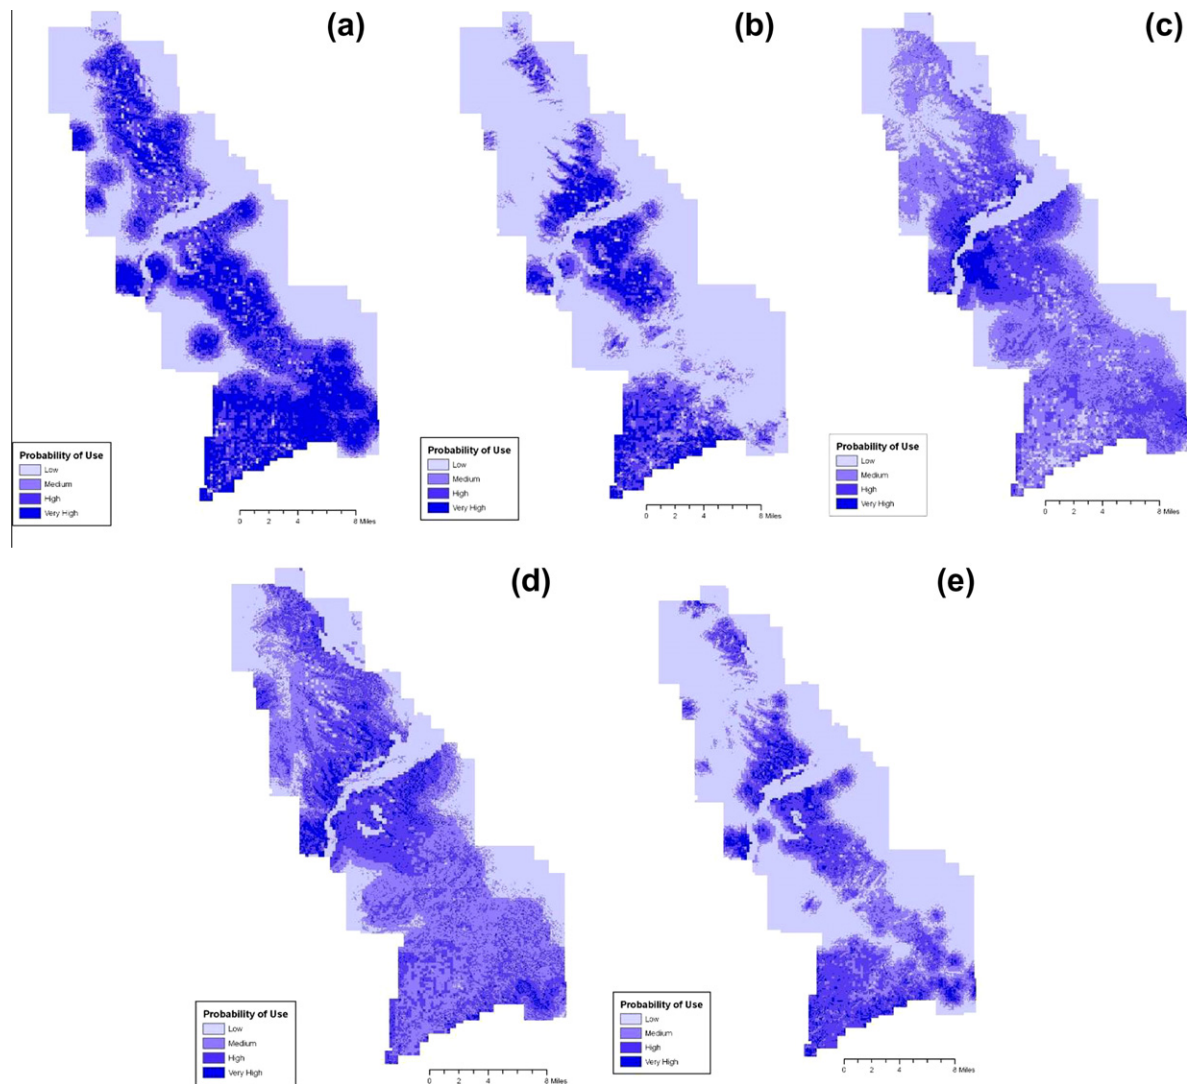 (a)
(b)
(c)
Probability of Use
Low
Medium
High
Very High
0 2 4 8 Miles
Probability of Use
Low
Medium
High
Very High
0 2 4 8 Miles
Probability of Use
Low
Medium
High
Very High
0 2 4 8 Miles
(d)
(e)
Probability of Use
Low
Medium
High
Very High
0 2 4 8 Miles
Probability of Use
Low
Medium
High
Very High
0 2 4 8 Miles